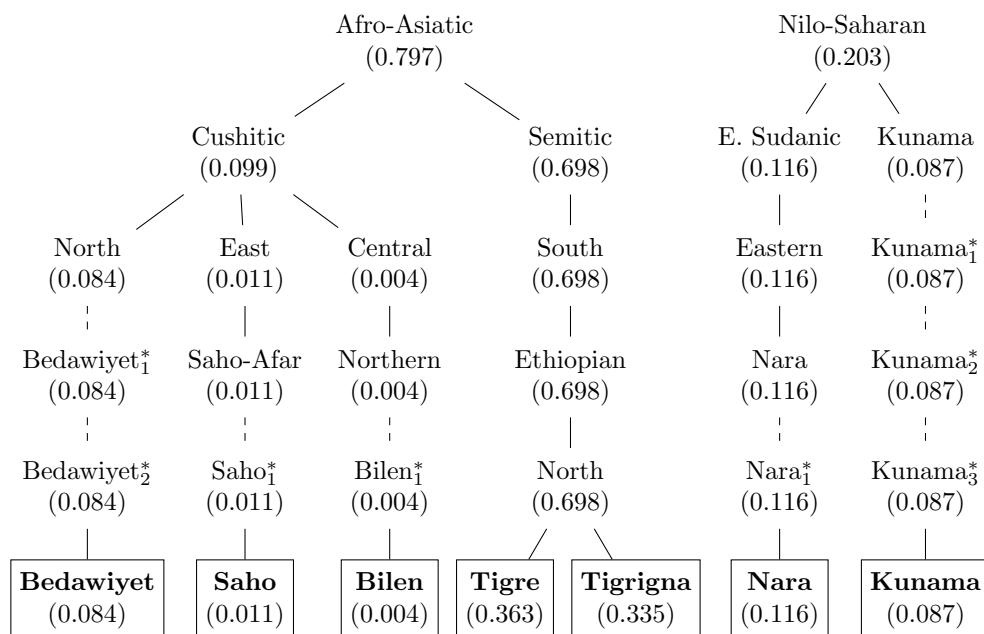 Afro-Asiatic Nilo-Saharan
(0.797) (0.203)
Cushitic Semitic E. Sudanic Kunama
(0.099) (0.698) (0.116) (0.087)
North East Central South Eastern Kunama*1
(0.084) (0.011) (0.004) (0.698) (0.116) (0.087)
Bedawiyet*1 Saho-Afar Northern Ethiopian Nara Kunama*2
(0.084) (0.011) (0.004) (0.698) (0.116) (0.087)
Bedawiyet*2 Saho*1 Bilen*1 North Nara*1 Kunama*3
(0.084) (0.011) (0.004) (0.698) (0.116) (0.087)
Bedawiyet Saho Bilen Tigre Tigrigna Nara Kunama
(0.084) (0.011) (0.004) (0.363) (0.335) (0.116) (0.087)